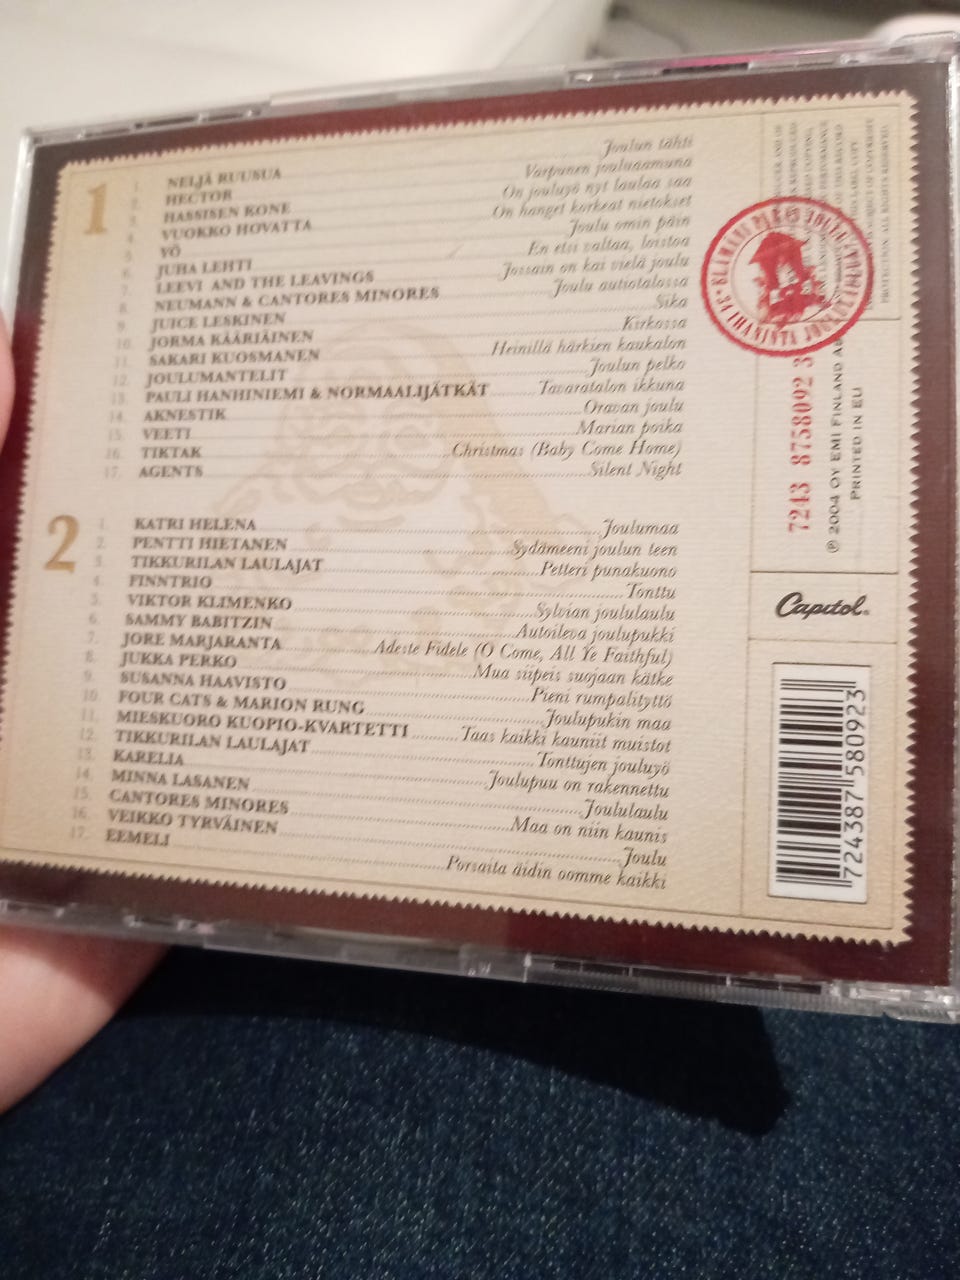 1
1. NELJÄ RUUSUA Joulun tähti
2. HECTOR Varpunen jouluaamuna
3. HASSISEN KONE On jouluyö nyt laulaa saa
4. VUOKKO HOVATTA On hanget korkeat nietokset
5. YÖ Joulu omin päin
6. JUHA LEHTI En etsi valtaa, loistoa
7. LEEVI AND THE LEAVINGS Jossain on kai vielä joulu
8. NEUMANN & CANTORES MINORES Joulu autiotalossa
9. JUICE LESKINEN Sika
10. JORMA KÄÄRIÄINEN Kirkossa
11. SAKARI KUOSMANEN Heinillä härkien kaukalon
12. JOULUMANTELIT Joulun pelko
13. PAULI HANHINIEMI & NORMAALIJÄTKÄT Tavaratalon ikkuna
14. AKNESTIK Oravan joulu
15. VEETI Marian poika
16. TIKTAK Christmas (Baby Come Home)
17. AGENTS Silent Night
2
1. KATRI HELENA Joulumaa
2. PENTTI HIETANEN Sydämeeni joulun teen
3. TIKKURILAN LAULAJAT Petteri punakuono
4. FINNTRIO Tonttu
5. VIKTOR KLIMENKO Sylvian joululaulu
6. SAMMY BABITZIN Autoileva joulupukki
7. JORE MARJARANTA Adeste Fidele (O Come, All Ye Faithful)
8. JUKKA PERKO Mua siipeis suojaan kätke
9. SUSANNA HAAVISTO Pieni rumpalityttö
10. FOUR CATS & MARION RUNG Joulupukin maa
11. MIESKUORO KUOPIO-KVARTETTI Taas kaikki kauniit muistot
12. TIKKURILAN LAULAJAT Tonttujen jouluyö
13. KARELIA Joulupuu on rakennettu
14. MINNA LASANEN Joululaulu
15. CANTORES MINORES Maa on niin kaunis
16. VEIKKO TYRVÄINEN Joulu
17. EEMELI Porsaita äidin oomme kaikki
34 IHANINTA
7243 8758092 3
℗ 2004 OY EMI FINLAND AB
PRINTED IN EU
PROTECTION. ALL RIGHTS RESERVED.
Capitol®
7 24387 58092 3